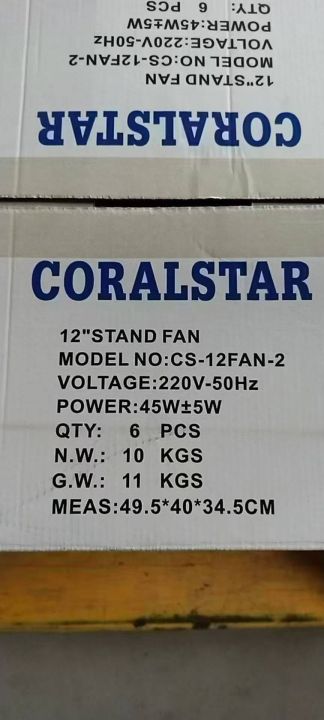 QTY: 6 PCS
POWER:45W±5W
VOLTAGE:220V-50Hz
MODEL NO:CS-12FAN-2
12"STAND FAN
CORALSTAR
CORALSTAR
12"STAND FAN
MODEL NO:CS-12FAN-2
VOLTAGE:220V-50Hz
POWER:45W±5W
QTY: 6 PCS
N.W.: 10 KGS
G.W.: 11 KGS
MEAS:49.5*40*34.5CM